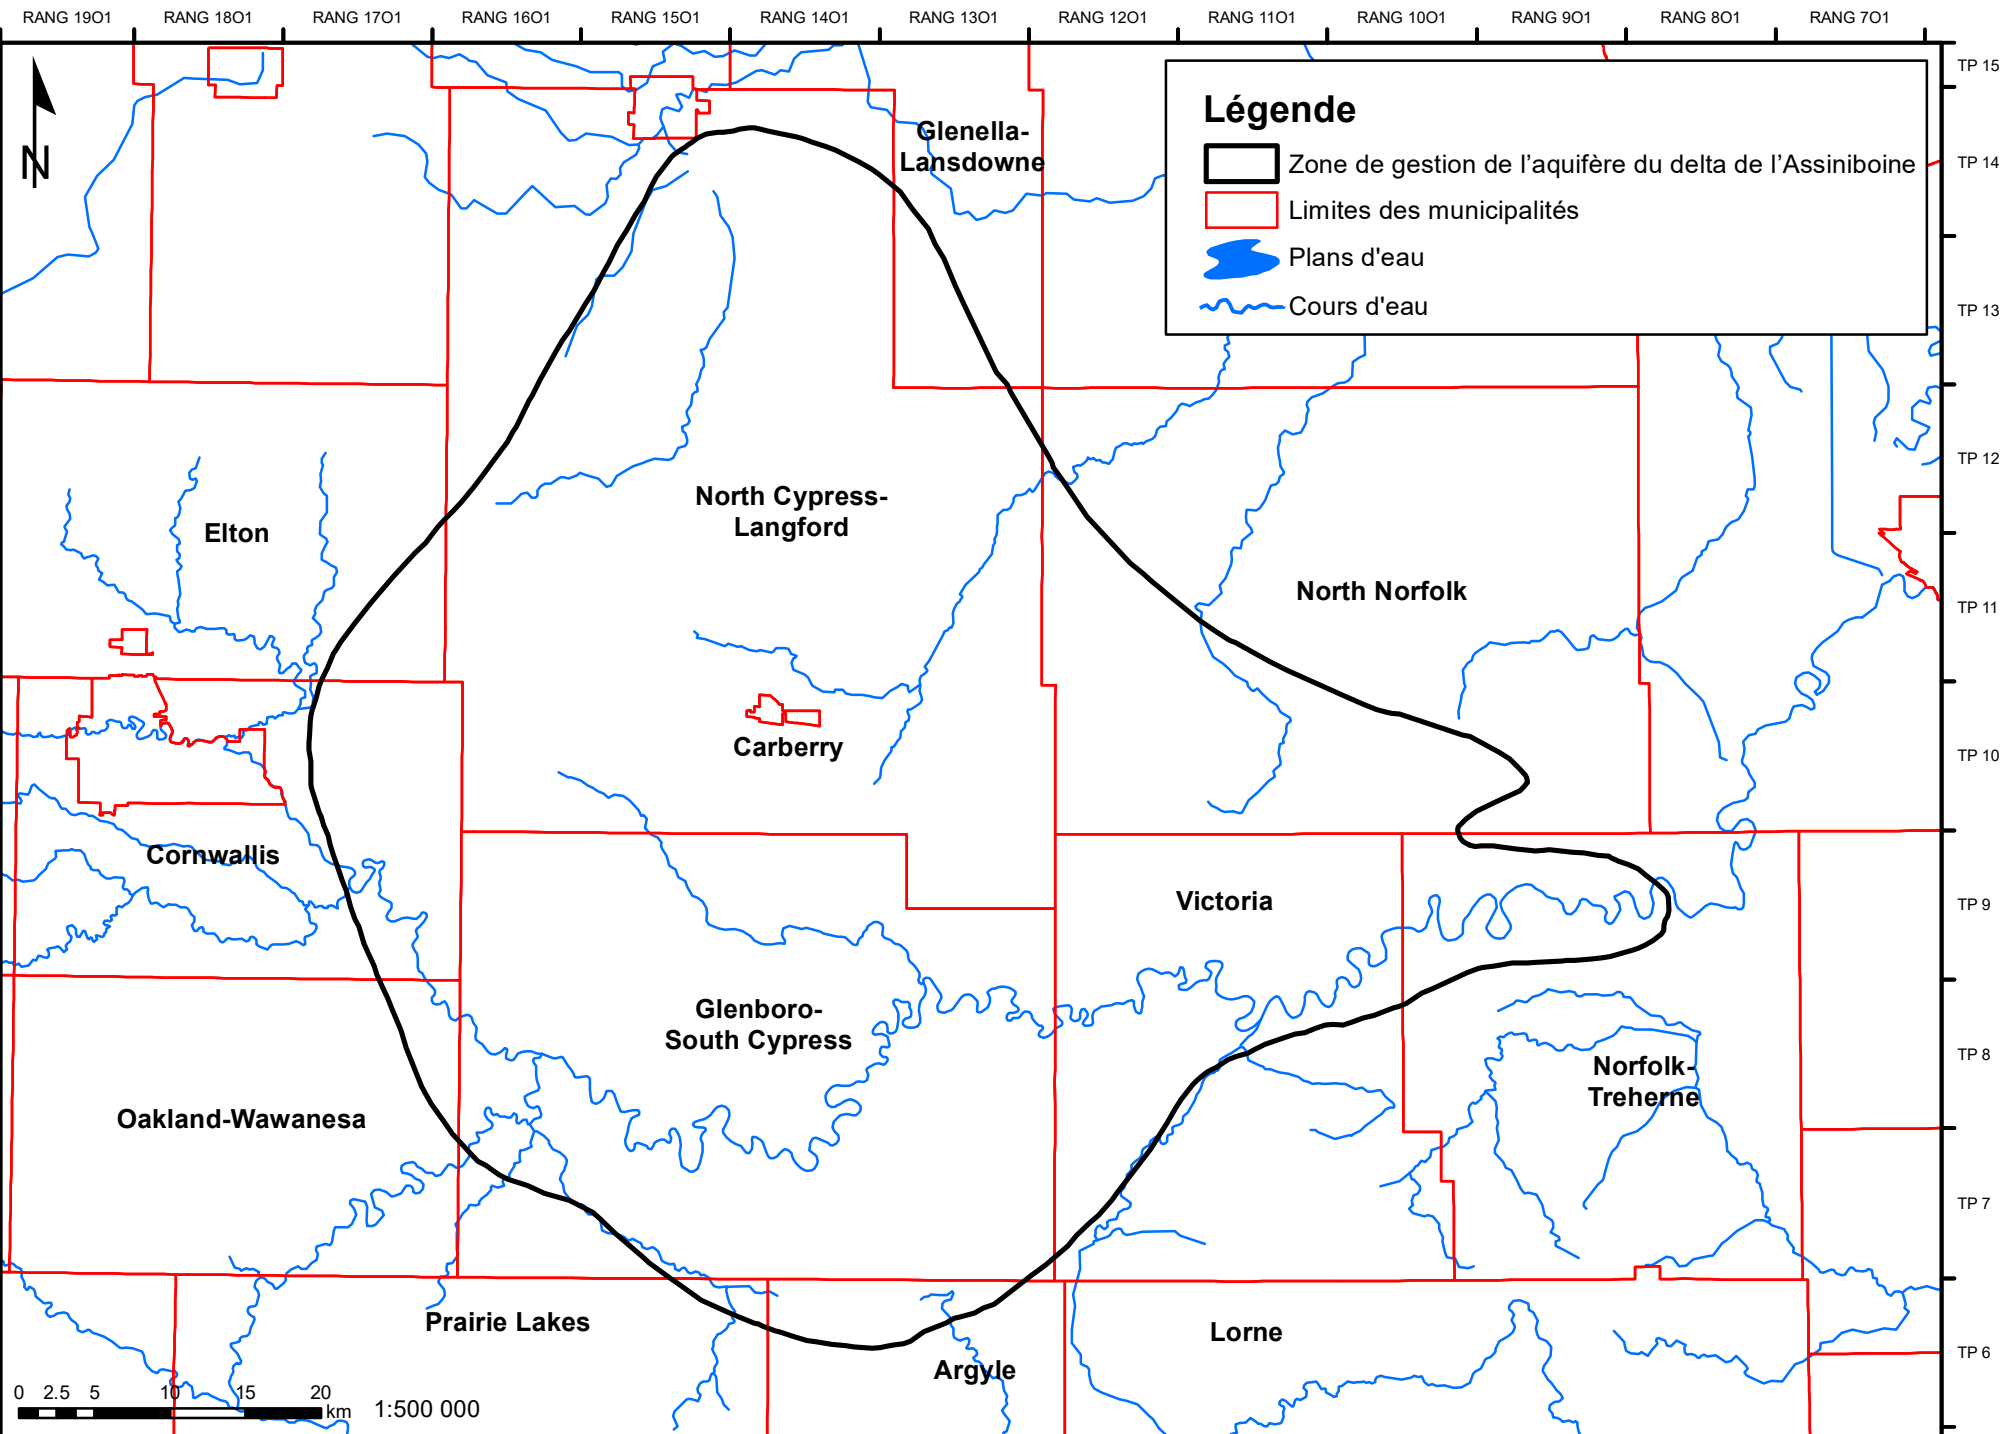 RANG 19O1 RANG 18O1 RANG 17O1 RANG 16O1 RANG 15O1 RANG 14O1 RANG 13O1 RANG 12O1 RANG 11O1 RANG 10O1 RANG 9O1 RANG 8O1 RANG 7O1
TP 15
N
Légende
Zone de gestion de l’aquifère du delta de l’Assiniboine
Limites des municipalités
Plans d'eau
Cours d'eau
Glenella-
Lansdowne
TP 14
TP 13
TP 12
North Cypress-
Langford
Elton
North Norfolk
TP 11
Carberry
TP 10
Cornwallis
Victoria
TP 9
Glenboro-
South Cypress
TP 8
Norfolk-
Treherne
Oakland-Wawanesa
TP 7
Prairie Lakes
Lorne
TP 6
Argyle
0 2.5 5 10 15 20
km
1:500 000